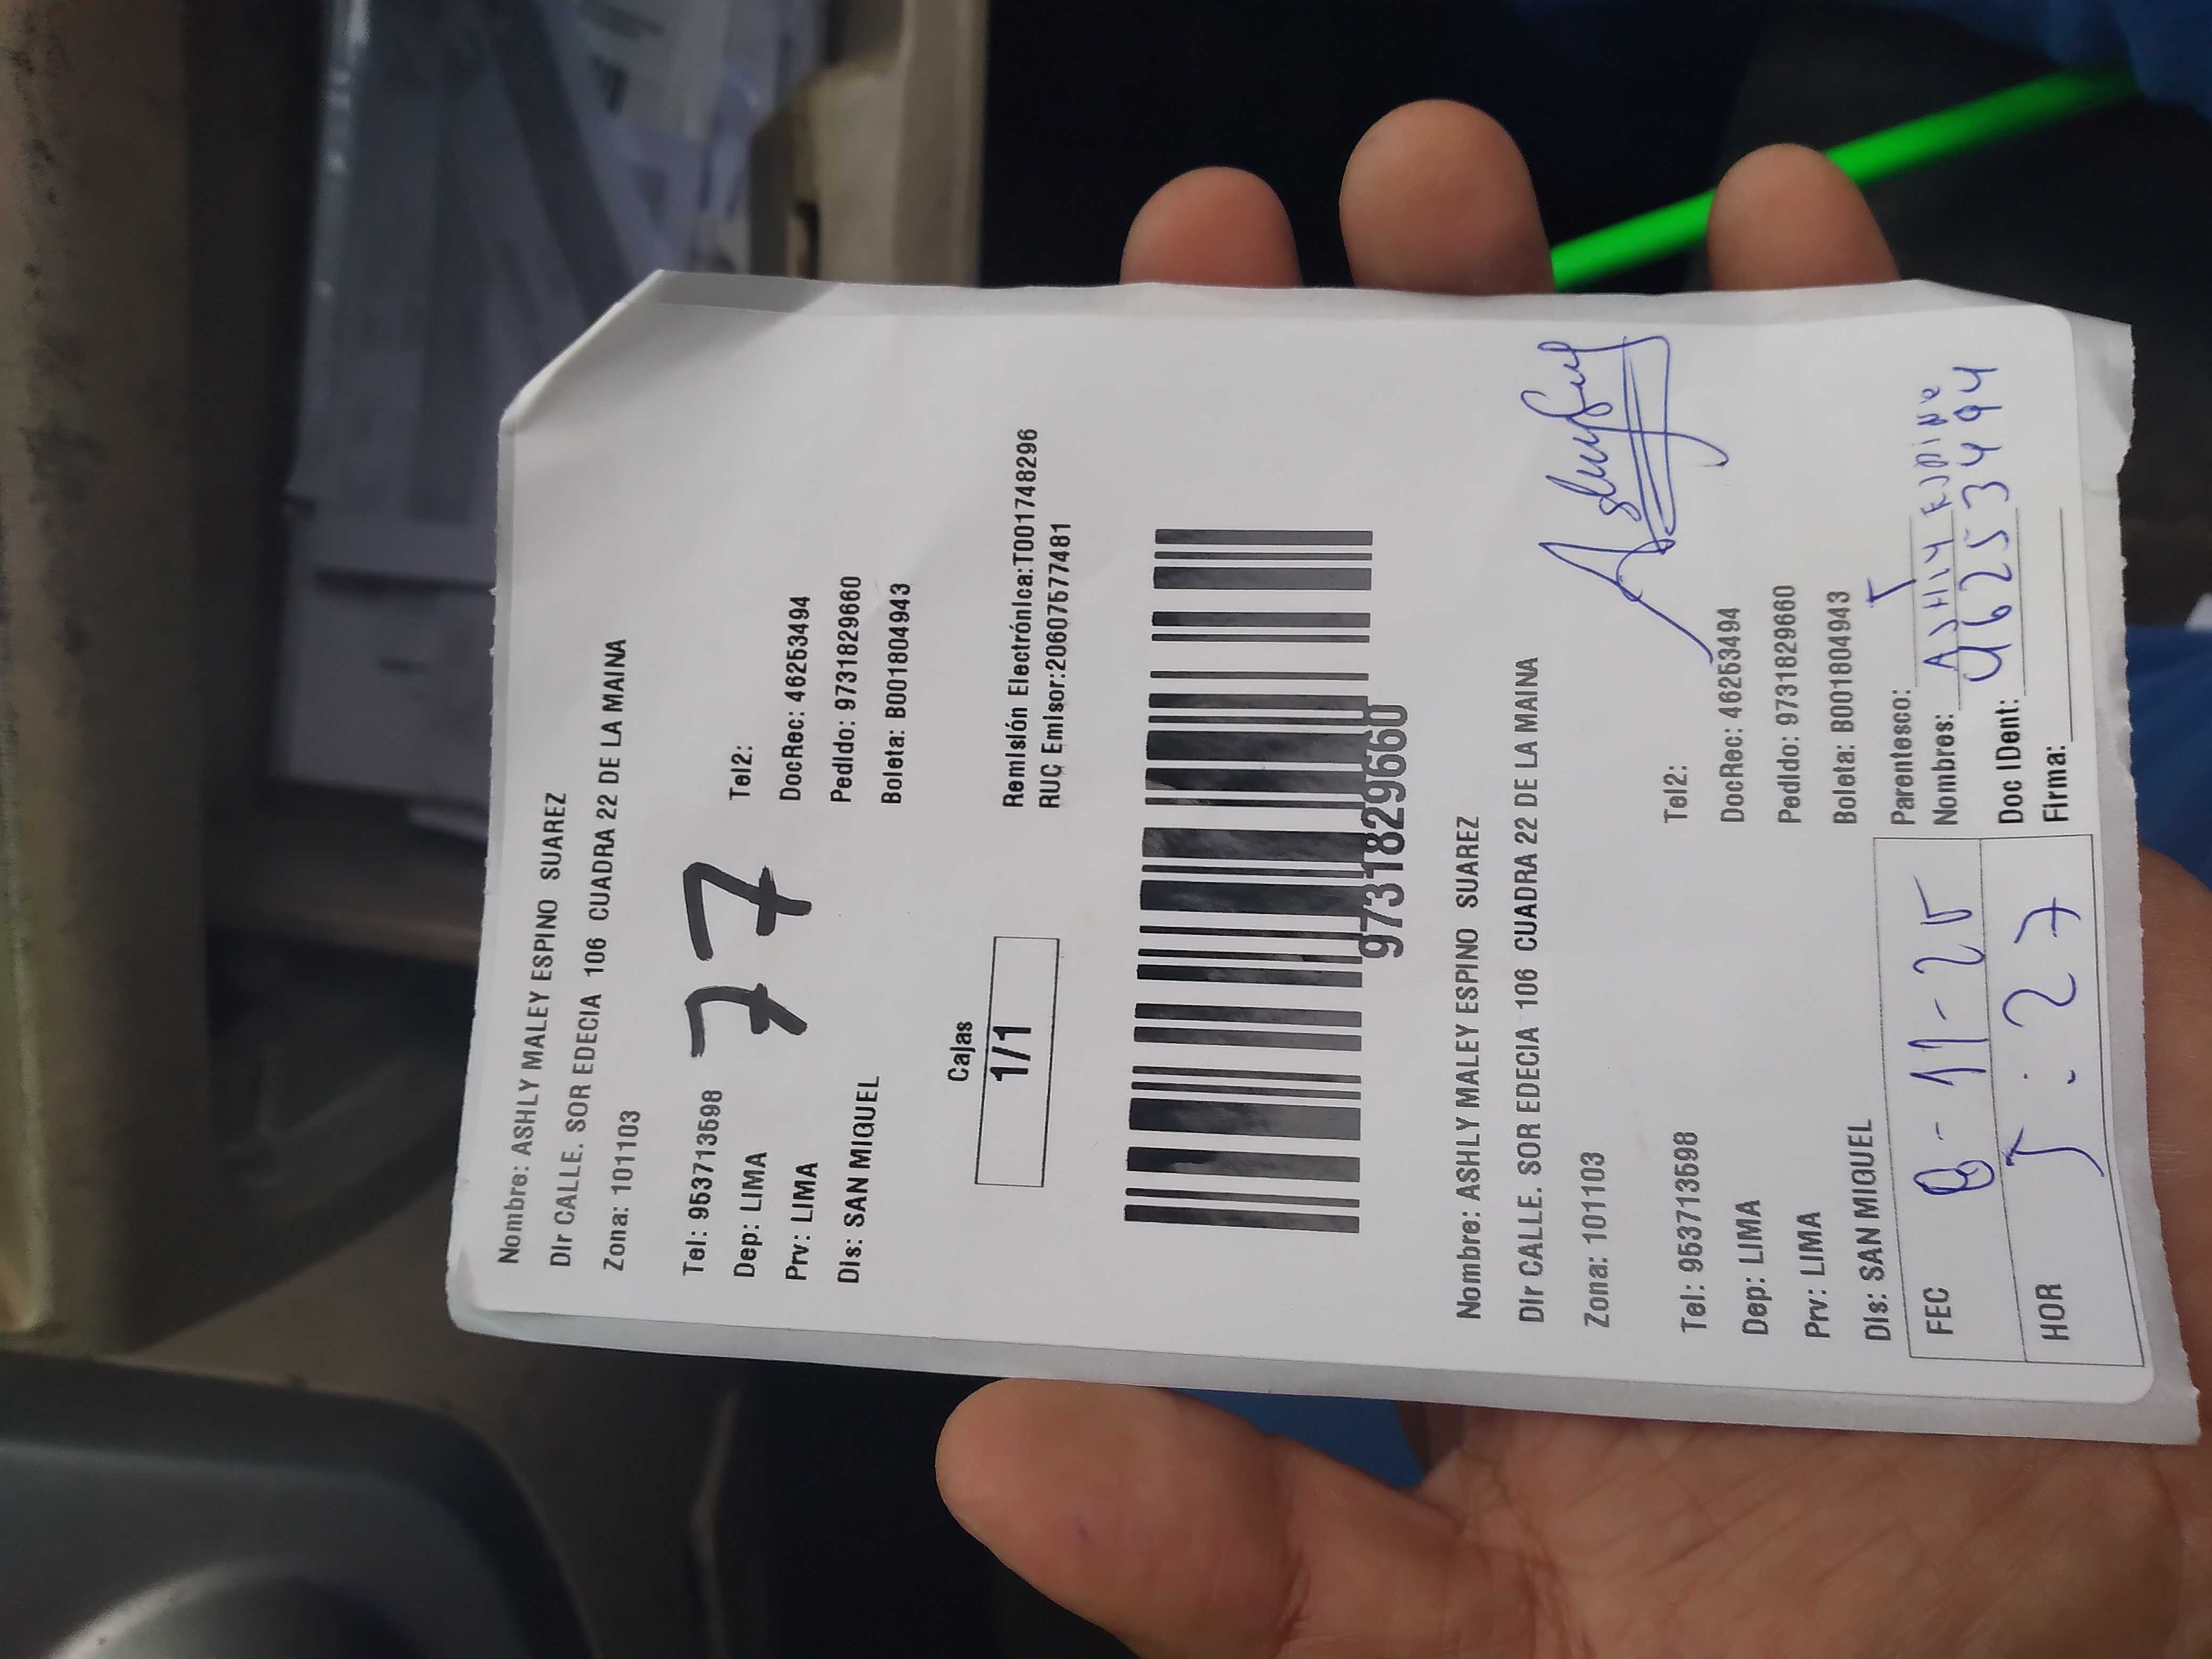 Nombre: ASHLY MALEY ESPINO SUAREZ
Dir CALLE. SOR EDECIA 106 CUADRA 22 DE LA MAINA
Zona: 101103
77
Tel: 953713598 Tel2:
Dep: LIMA DocRec: 46253494
Prv: LIMA Pedido: 9731829660
Dis: SAN MIGUEL Boleta: B001804943
Cajas
1/1
Remisión Electrónica:T001748296
RUC Emisor:20607577481
9731829660
Nombre: ASHLY MALEY ESPINO SUAREZ
Dir CALLE. SOR EDECIA 106 CUADRA 22 DE LA MAINA
Zona: 101103
Tel: 953713598 Tel2:
Dep: LIMA DocRec: 46253494
Prv: LIMA Pedido: 9731829660
Dis: SAN MIGUEL Boleta: B001804943
FEC 8-11-25
HOR 5:27
Parentesco: T
Nombres: ASHLY ESPINO
Doc IDent: 46253494
Firma: